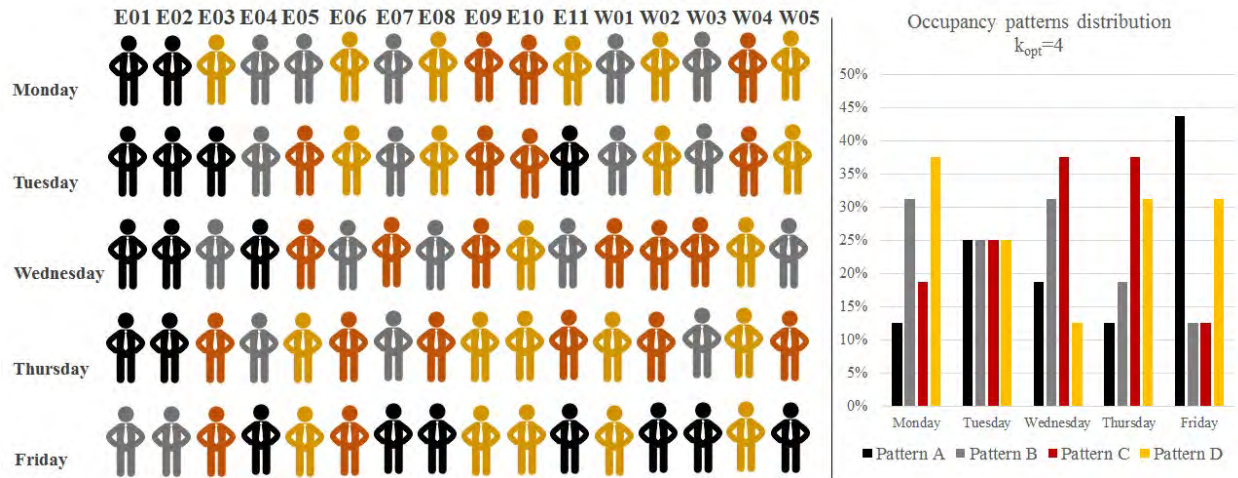 E01 E02 E03 E04 E05 E06 E07 E08 E09 E10 E11 W01 W02 W03 W04 W05
Monday
Tuesday
Wednesday
Thursday
Friday
Occupancy patterns distribution
kopt=4
50%
45%
40%
35%
30%
25%
20%
15%
10%
5%
0%
Monday Tuesday Wednesday Thursday Friday
Pattern A Pattern B Pattern C Pattern D